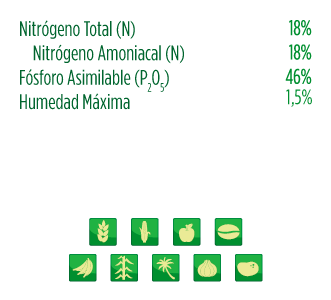 Nitrógeno Total (N) 18%
Nitrógeno Amoniacal (N) 18%
Fósforo Asimilable (P₂O₅) 46%
Humedad Máxima 1,5%